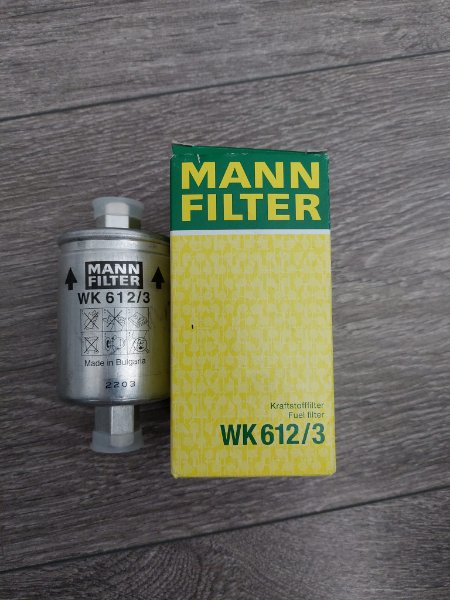 MANN
FILTER
WK 612/3
Made in Bulgaria
2203
MANN
FILTER
Kraftstofffilter
Fuel filter
WK 612/3